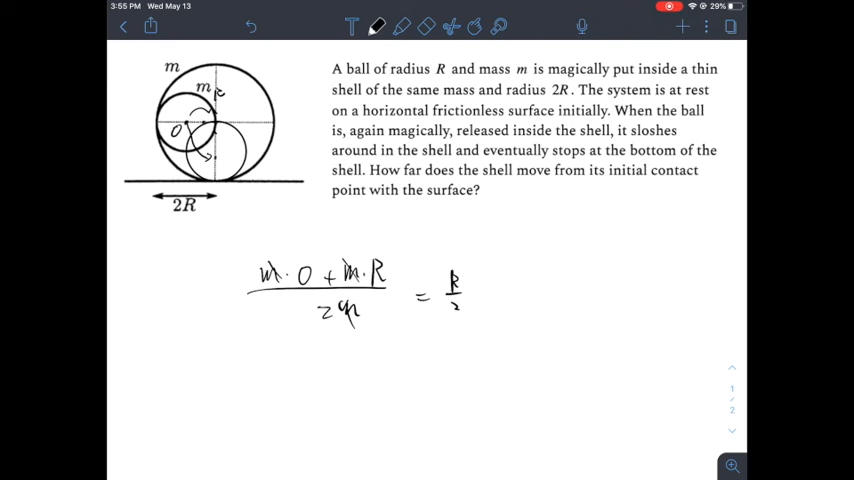 3:55 PM Wed May 13
29%
m
m
R
O
2R
A ball of radius R and mass m is magically put inside a thin
shell of the same mass and radius 2R. The system is at rest
on a horizontal frictionless surface initially. When the ball
is, again magically, released inside the shell, it sloshes
around in the shell and eventually stops at the bottom of the
shell. How far does the shell move from its initial contact
point with the surface?
m · O + m · R
2m
= R
2
1
/
2